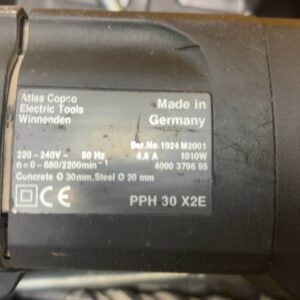 Atlas Copco
Electric Tools
Winnenden
Made in
Germany
Ser.No 1924 M2001
220-240V~ 50 Hz 4,8 A 1010W
n=0-680/2200min⁻¹ 4000 3796 95
Concrete Ø 30mm, Steel Ø 20 mm
CE PPH 30 X2E